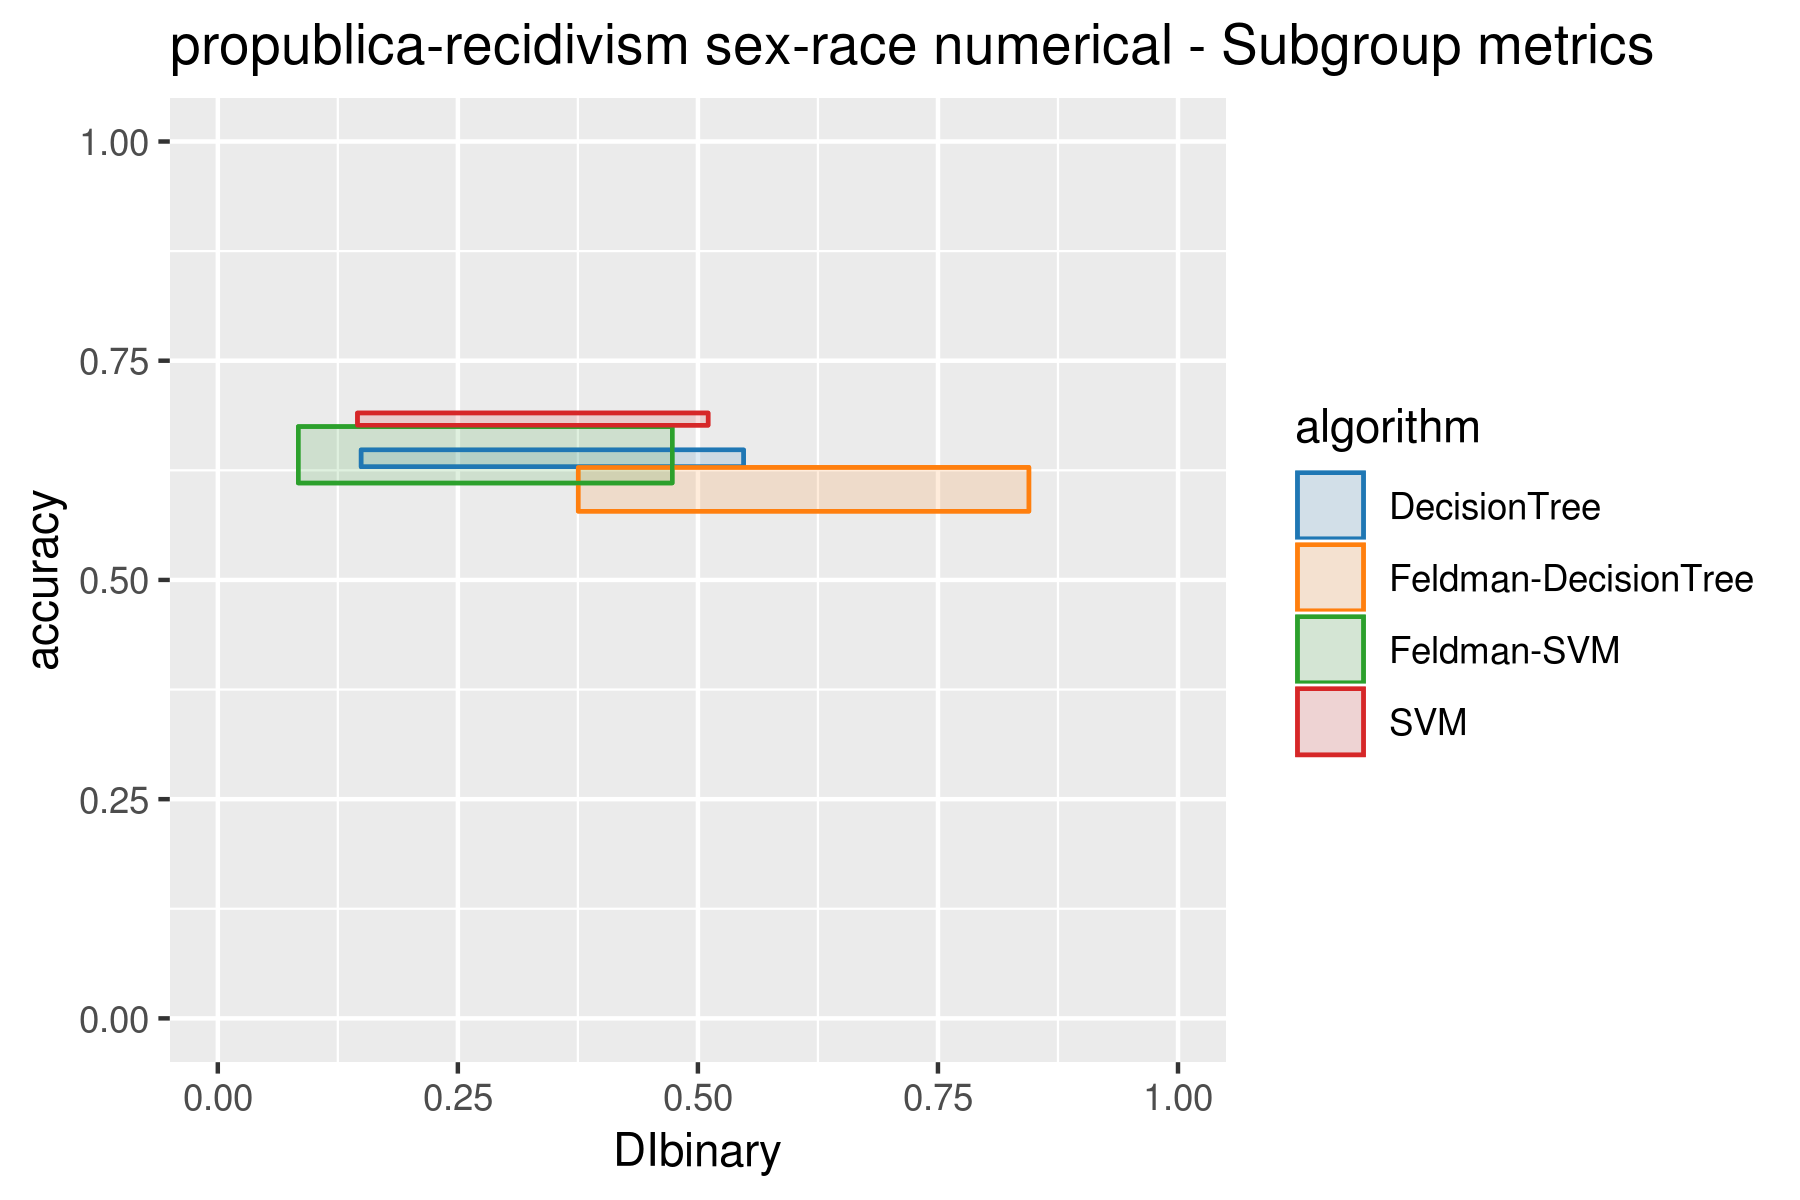 propublica-recidivism sex-race numerical - Subgroup metrics
1.00
0.75
0.50
0.25
0.00
accuracy
0.00 0.25 0.50 0.75 1.00
DIbinary
algorithm
DecisionTree
Feldman-DecisionTree
Feldman-SVM
SVM